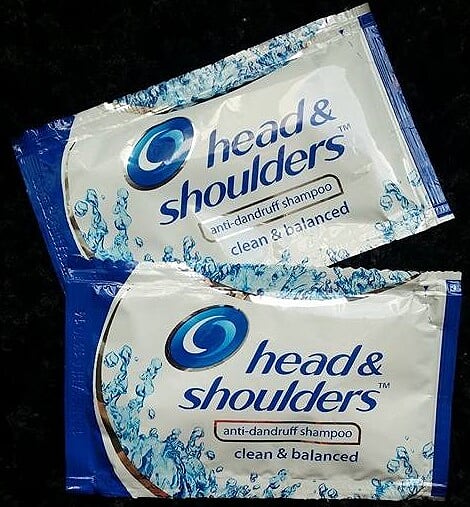 head &
shoulders™
anti-dandruff shampoo
clean & balanced
head &
shoulders™
anti-dandruff shampoo
clean & balanced